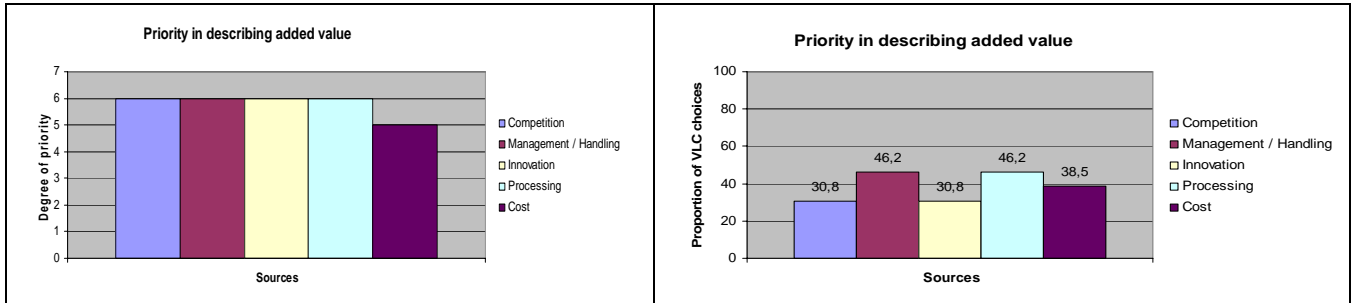 Priority in describing added value
Degree of priority
7
6
5
4
3
2
1
0
Sources
Competition
Management / Handling
Innovation
Processing
Cost
Priority in describing added value
Proportion of VLC choices
100
80
60
40
20
0
30,8
46,2
30,8
46,2
38,5
Sources
Competition
Management / Handling
Innovation
Processing
Cost